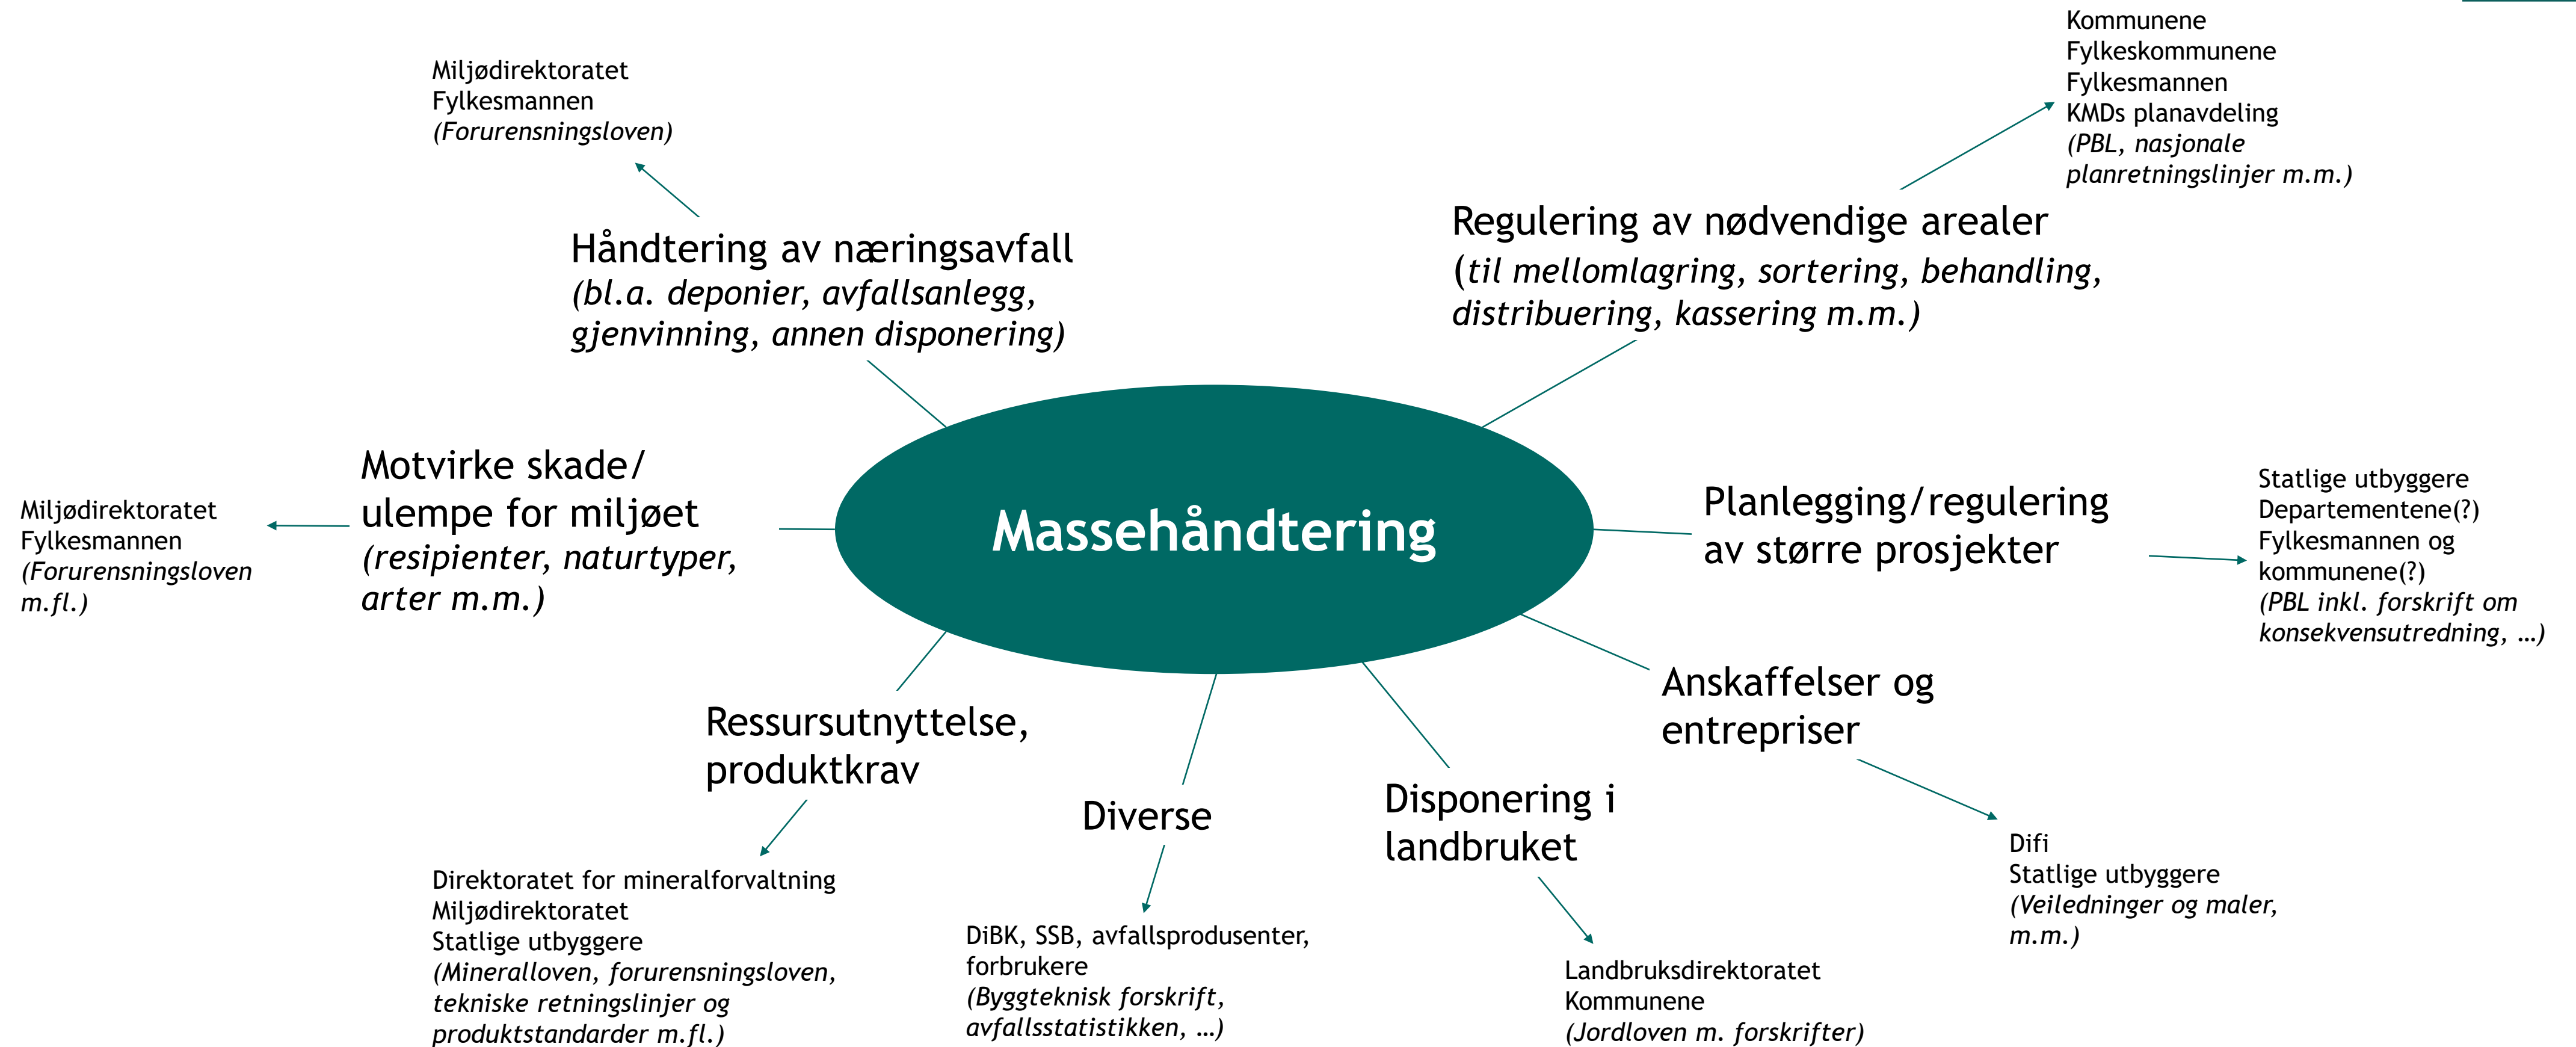 Miljødirektoratet
Fylkesmannen
(Forurensningsloven)
Håndtering av næringsavfall
(bl.a. deponier, avfallsanlegg,
gjenvinning, annen disponering)
Kommunene
Fylkeskommunene
Fylkesmannen
KMDs planavdeling
(PBL, nasjonale
planretningslinjer m.m.)
Regulering av nødvendige arealer
(til mellomlagring, sortering, behandling,
distribuering, kassering m.m.)
Miljødirektoratet
Fylkesmannen
(Forurensningsloven
m.fl.)
Motvirke skade/
ulempe for miljøet
(resipienter, naturtyper,
arter m.m.)
Massehåndtering
Planlegging/regulering
av større prosjekter
Statlige utbyggere
Departementene(?)
Fylkesmannen og
kommunene(?)
(PBL inkl. forskrift om
konsekvensutredning, …)
Ressursutnyttelse,
produktkrav
Direktoratet for mineralforvaltning
Miljødirektoratet
Statlige utbyggere
(Mineralloven, forurensningsloven,
tekniske retningslinjer og
produktstandarder m.fl.)
Diverse
DiBK, SSB, avfallsprodusenter,
forbrukere
(Byggteknisk forskrift,
avfallsstatistikken, …)
Disponering i
landbruket
Landbruksdirektoratet
Kommunene
(Jordloven m. forskrifter)
Anskaffelser og
entrepriser
Difi
Statlige utbyggere
(Veiledninger og maler,
m.m.)